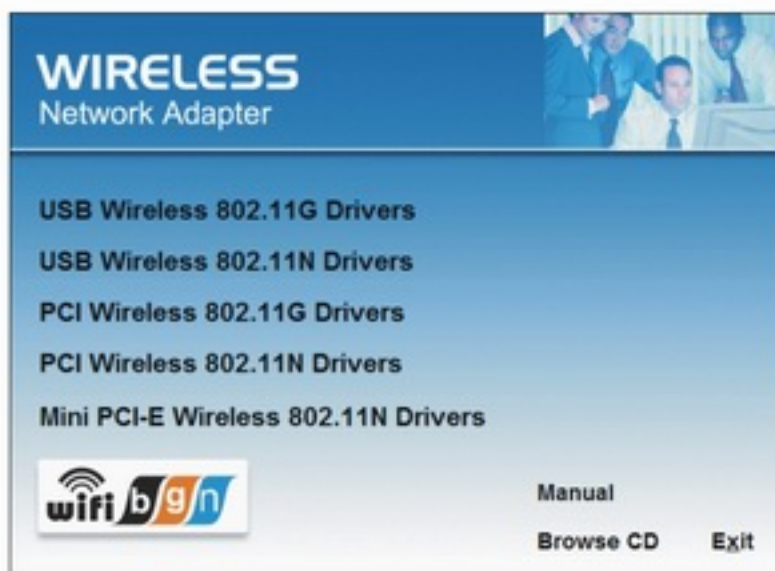 WIRELESS
Network Adapter
USB Wireless 802.11G Drivers
USB Wireless 802.11N Drivers
PCI Wireless 802.11G Drivers
PCI Wireless 802.11N Drivers
Mini PCI-E Wireless 802.11N Drivers
wifi b/g/n
Manual
Browse CD Exit